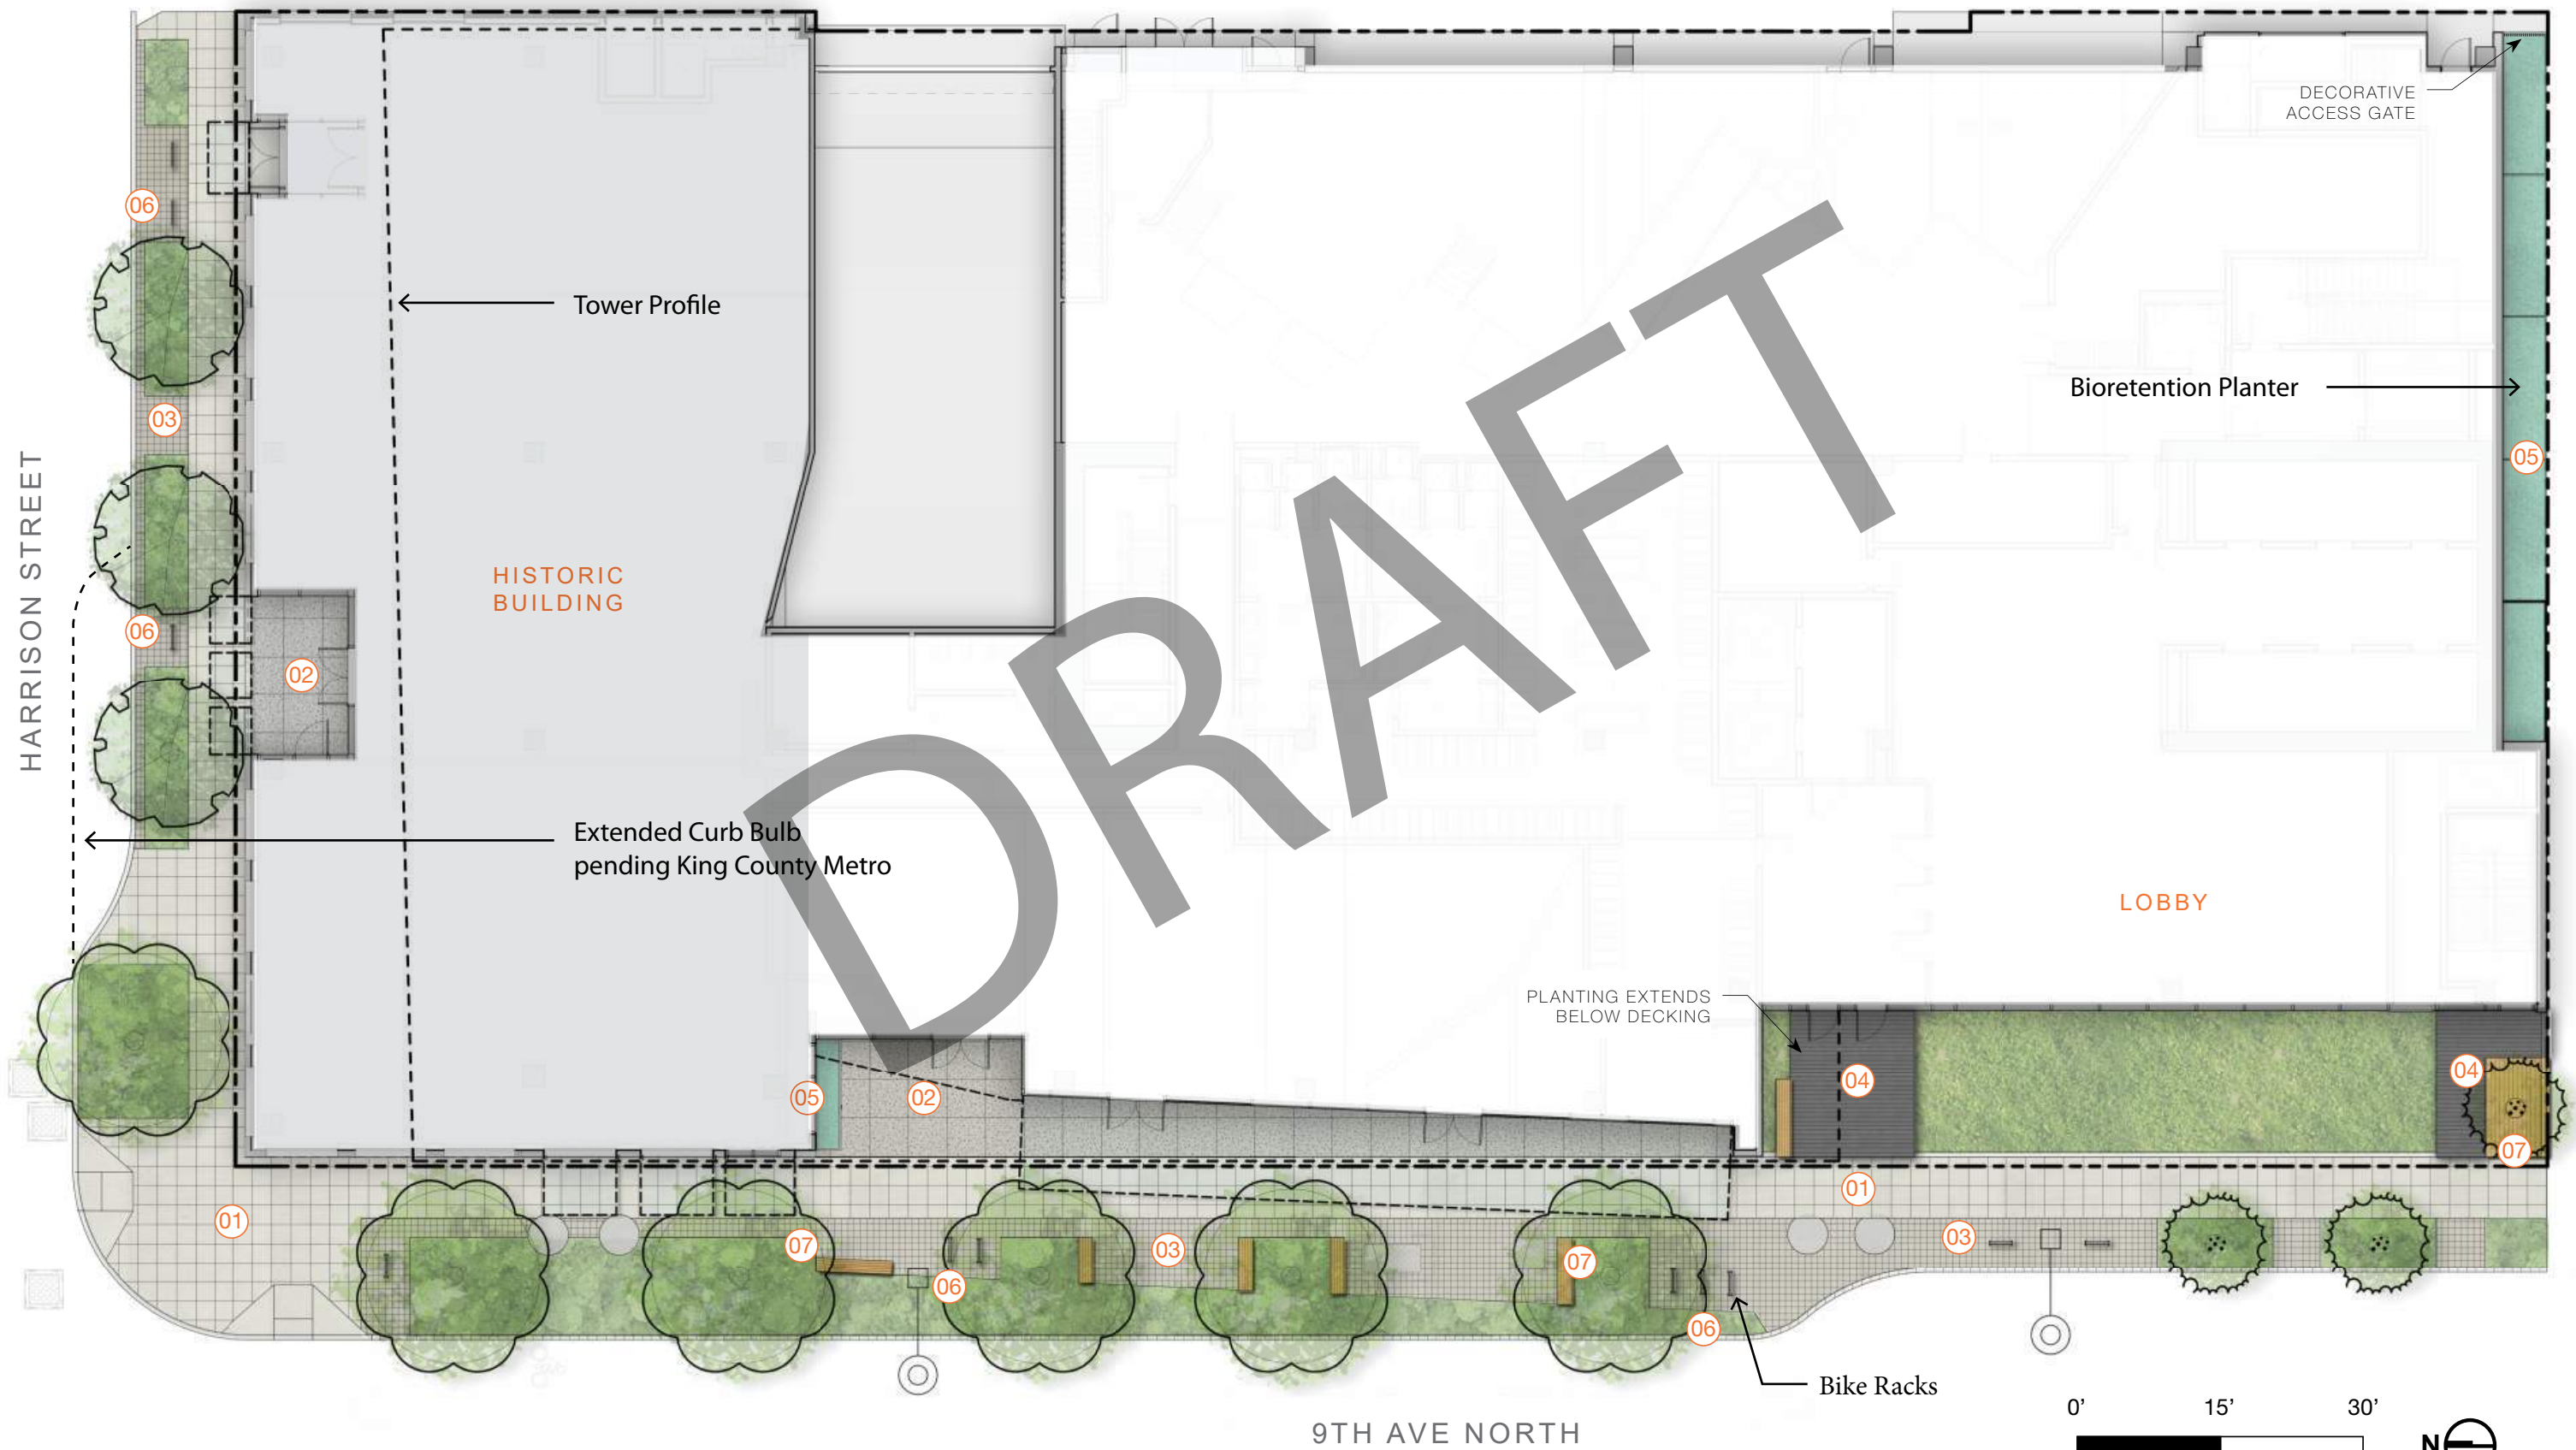 DECORATIVE
ACCESS GATE
06
Tower Profile
Bioretention Planter
03
05
HARRISON STREET
HISTORIC
BUILDING
06
02
DRAFT
Extended Curb Bulb
pending King County Metro
LOBBY
PLANTING EXTENDS
BELOW DECKING
04
04
05
02
07
01
01
07
03
03
07
06
06
Bike Racks
9TH AVE NORTH
0’
15’
30’
N